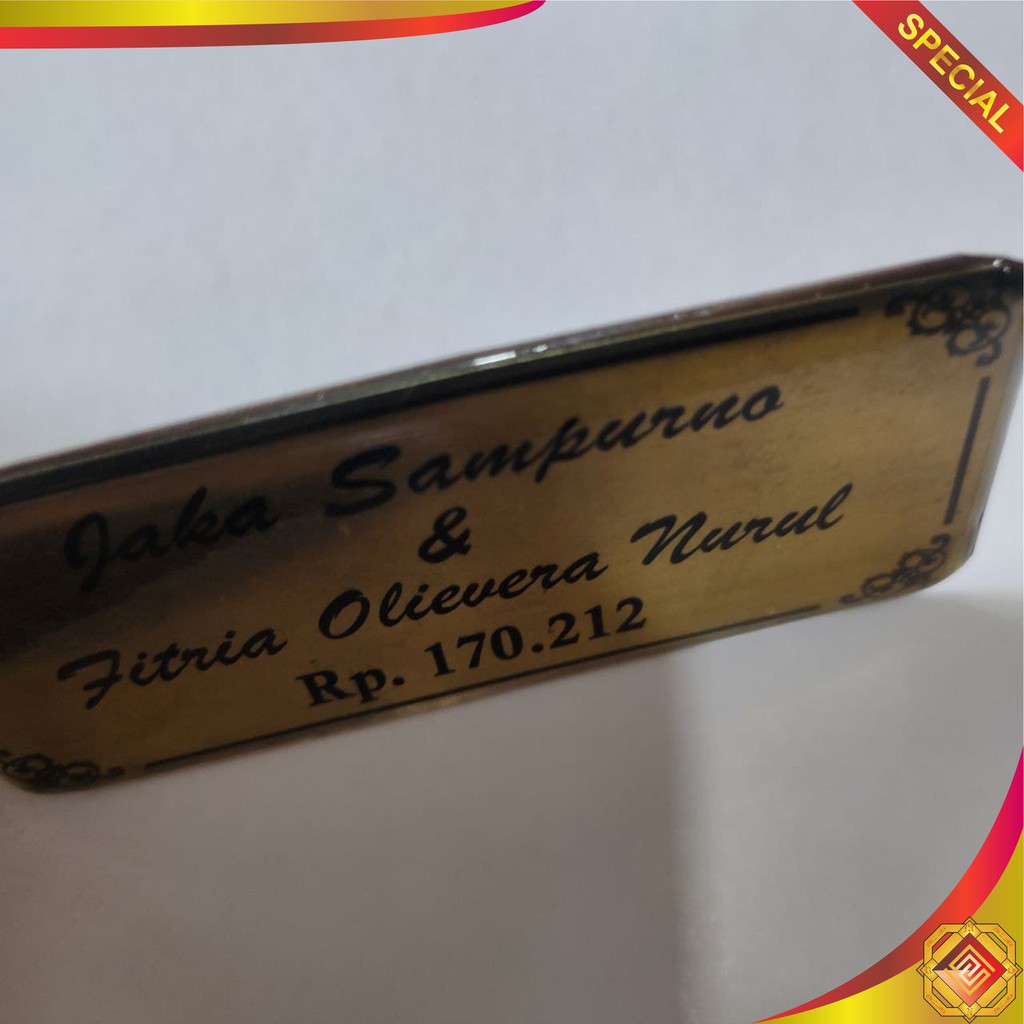 SPECIAL
Jaka Sampurno
&
Fitria Olievera Nurul
Rp. 170.212